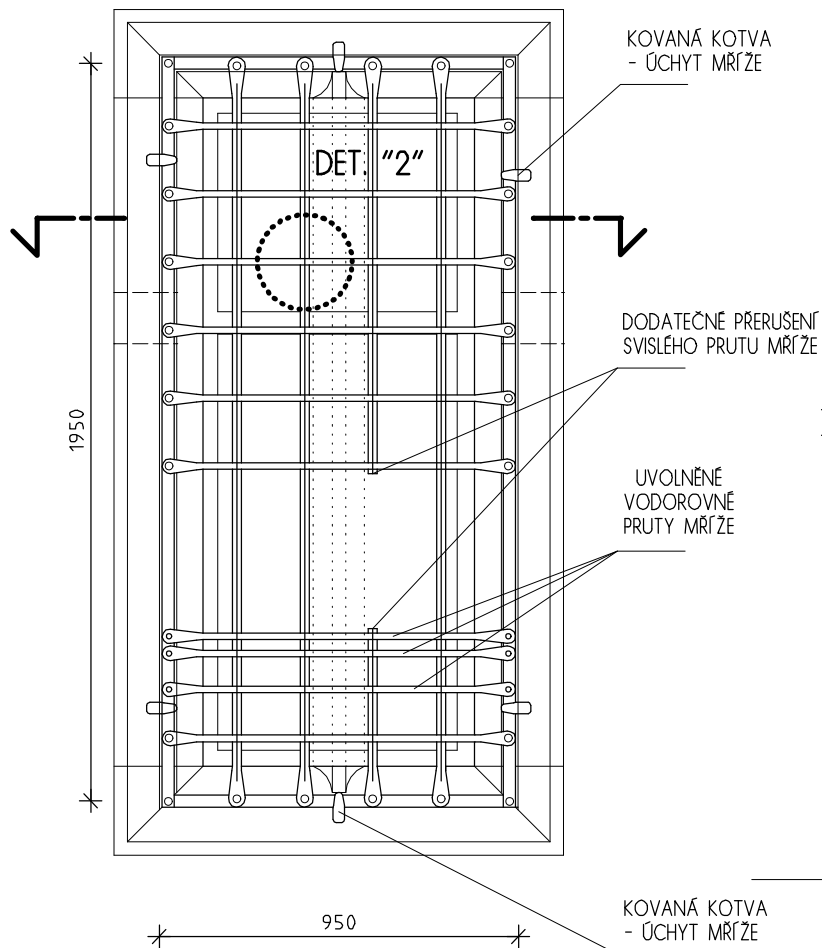 KOVANÁ KOTVA
- ÚCHYT MŘÍŽE
DET. "2"
DODATEČNÉ PŘERUŠENÍ
SVISLÉHO PRUTU MŘÍŽE
1950
UVOLNĚNÉ
VODOROVNÉ
PRUTY MŘÍŽE
950
KOVANÁ KOTVA
- ÚCHYT MŘÍŽE